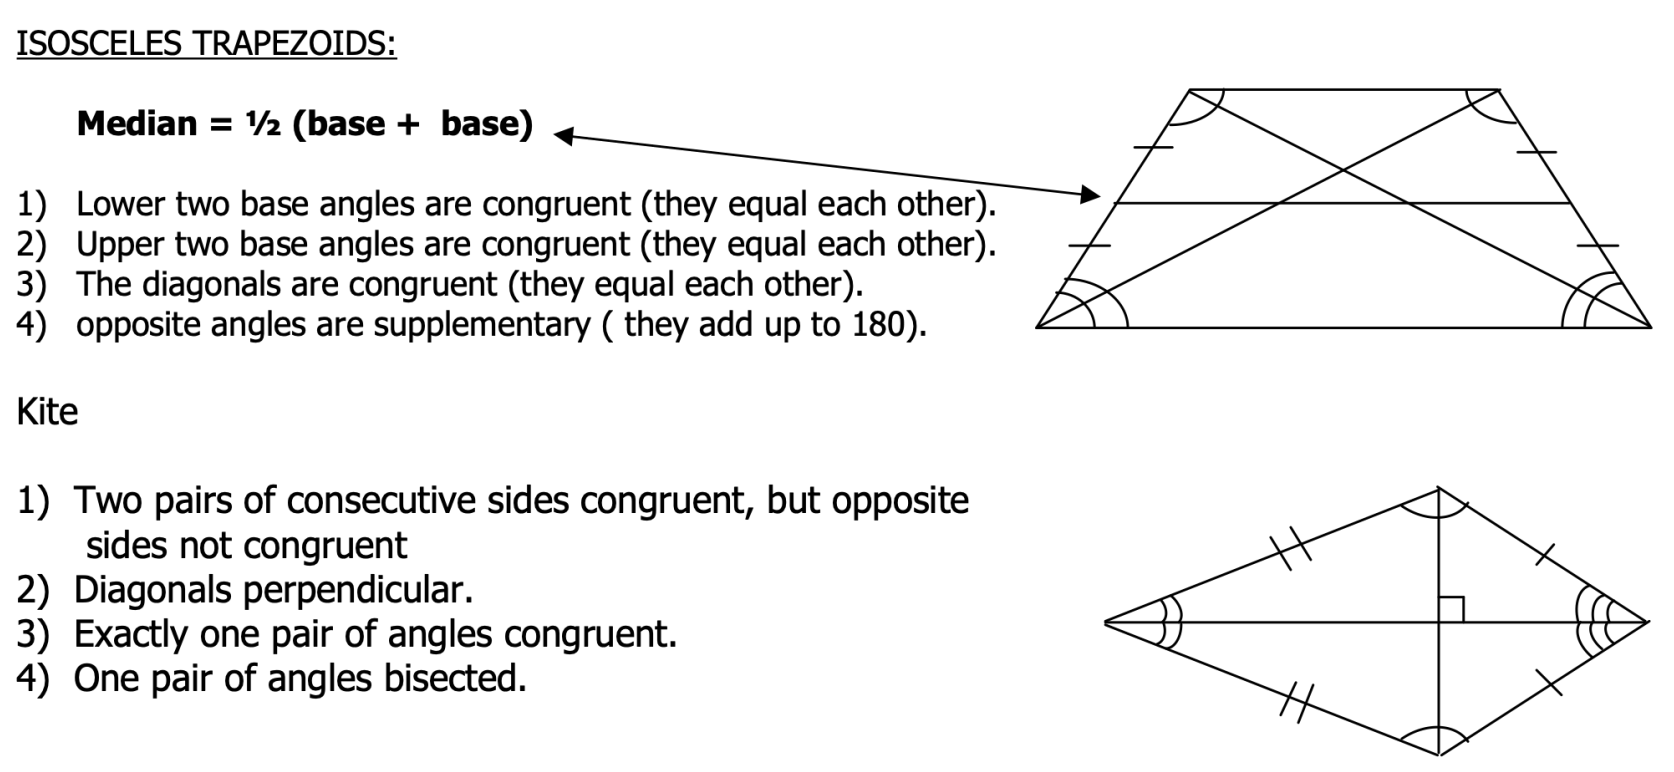 ISOSCELES TRAPEZOIDS:
Median = ½ (base + base)
1) Lower two base angles are congruent (they equal each other).
2) Upper two base angles are congruent (they equal each other).
3) The diagonals are congruent (they equal each other).
4) opposite angles are supplementary ( they add up to 180).
Kite
1) Two pairs of consecutive sides congruent, but opposite
sides not congruent
2) Diagonals perpendicular.
3) Exactly one pair of angles congruent.
4) One pair of angles bisected.